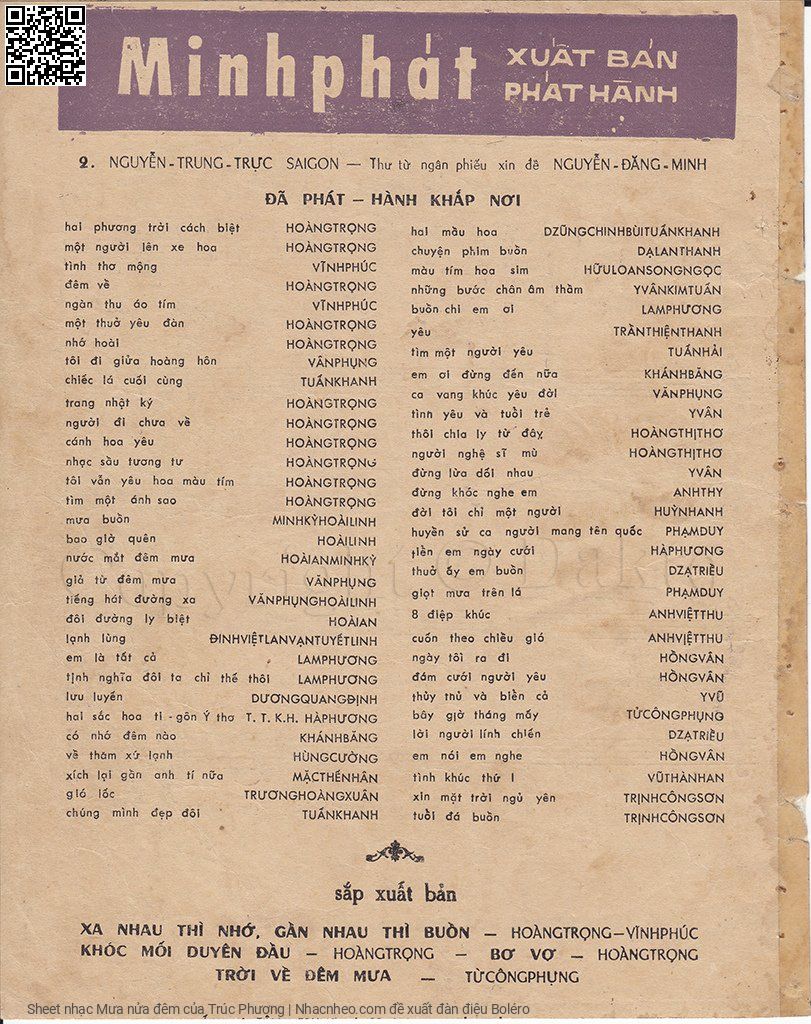 Minhphát
XUẤT BẢN
PHÁT HÀNH
2. NGUYỄN-TRUNG-TRỰC SAIGON — Thư từ ngân phiếu xin đề NGUYỄN-ĐĂNG-MINH
ĐÃ PHÁT – HÀNH KHẮP NƠI
hai phương trời cách biệt HOÀNGTRỌNG
một người lên xe hoa HOÀNGTRỌNG
tình thơ mộng VĨNHPHÚC
đêm về HOÀNGTRỌNG
ngàn thu áo tím VĨNHPHÚC
một thuở yêu đàn HOÀNGTRỌNG
nhớ hoài HOÀNGTRỌNG
tôi đi giữa hoàng hôn VĂNPHỤNG
chiếc lá cuối cùng TUẤNKHANH
trang nhật ký HOÀNGTRỌNG
người đi chưa về HOÀNGTRỌNG
cánh hoa yêu HOÀNGTRỌNG
nhạc sầu tương tư HOÀNGTRỌNG
tôi vẫn yêu hoa màu tím HOÀNGTRỌNG
tìm một ánh sao HOÀNGTRỌNG
mưa buồn MINHKỲHOÀILINH
bao giờ quên HOÀILINH
nước mắt đêm mưa HOÀIANMINHKỲ
giả từ đêm mưa VĂNPHỤNG
tiếng hát đường xa VĂNPHỤNGHOÀILINH
đôi đường ly biệt HOÀIAN
lạnh lùng ĐINHVIỆTLANVẠNTUYẾTLINH
em là tất cả LAMPHƯƠNG
tình nghĩa đôi ta chỉ thế thôi LAMPHƯƠNG
lưu luyến DƯƠNGQUANGĐỊNH
hai sắc hoa ti-gôn Ý thơ T. T. K.H. HÀPHƯƠNG
có nhớ đêm nào KHÁNHBĂNG
về thăm xứ lạnh HÙNGCƯỜNG
xích lại gần anh tí nữa MẶCTHẾNHÂN
gió lốc TRƯƠNGHOÀNGXUÂN
chúng mình đẹp đôi TUẤNKHANH
hai mầu hoa DZŨNGCHINHBÙITUẤNKHANH
chuyện phim buồn DẠLANTHANH
màu tím hoa sim HỮULOANSONGNGỌC
những bước chân âm thầm YVÂNKIMTUẤN
buồn chi em ơi LAMPHƯƠNG
yêu TRẦNTHIỆNTHANH
tìm một người yêu TUẤNHẢI
em ơi đừng đến nữa KHÁNHBĂNG
ca vang khúc yêu đời VĂNPHỤNG
tình yêu và tuổi trẻ YVÂN
thôi chia ly từ đây HOÀNGTHỊTHƠ
người nghệ sĩ mù HOÀNGTHỊTHƠ
đừng lừa dối nhau YVÂN
đừng khóc nghe em ANHTHY
đời tôi chỉ một người HUỲNHANH
huyền sử ca người mang tên quốc PHẠMDUY
tiễn em ngày cưới HÀPHƯƠNG
thuở ấy em buồn DZẠTRIỀU
giọt mưa trên lá PHẠMDUY
8 điệp khúc ANHVIỆTTHU
cuốn theo chiều gió ANHVIỆTTHU
ngày tôi ra đi HỒNGVÂN
đám cưới người yêu HỒNGVÂN
thủy thủ và biển cả YVŨ
bây giờ tháng mấy TỪCÔNGPHỤNG
lời người lính chiến DZẠTRIỀU
em nói em nghe HỒNGVÂN
tình khúc thứ I VŨTHÀNHAN
xin mặt trời ngủ yên TRỊNHCÔNGSƠN
tuổi đá buồn TRỊNHCÔNGSƠN
sắp xuất bản
XA NHAU THÌ NHỚ, GẦN NHAU THÌ BUỒN – HOÀNGTRỌNG–VĨNHPHÚC
KHÓC MỐI DUYÊN ĐẦU – HOÀNGTRỌNG – BƠ VƠ – HOÀNGTRỌNG
TRỜI VỀ ĐÊM MƯA — TỪCÔNGPHỤNG
Sheet nhạc Mưa nửa đêm của Trúc Phượng | Nhacnheo.com đề xuất đàn điệu Boléro